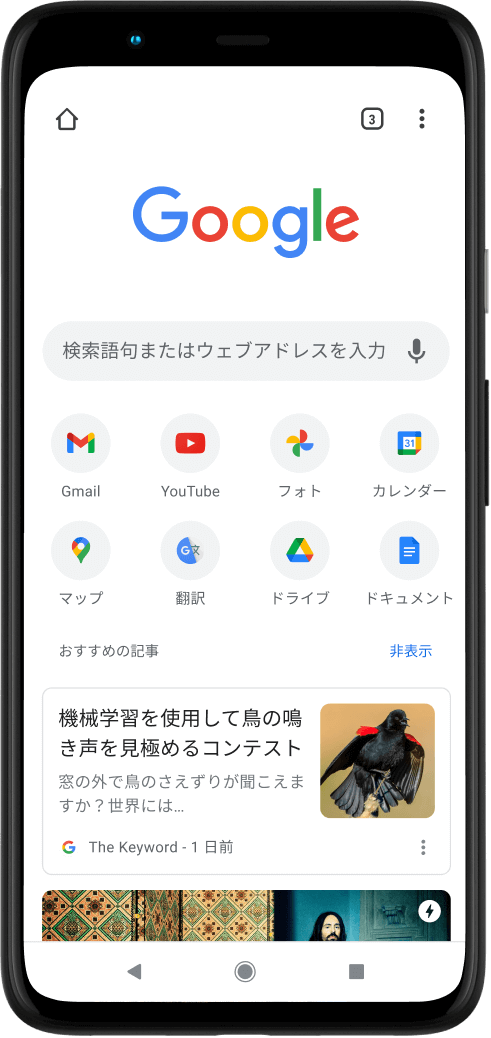 3
Google
検索語句またはウェブアドレスを入力
31
Gmail
YouTube
フォト
カレンダー
G文
マップ
翻訳
ドライブ
ドキュメント
おすすめの記事
非表示
機械学習を使用して鳥の鳴
き声を見極めるコンテスト
窓の外で鳥のさえずりが聞こえま
すか？世界には...
G
The Keyword - 1 日前